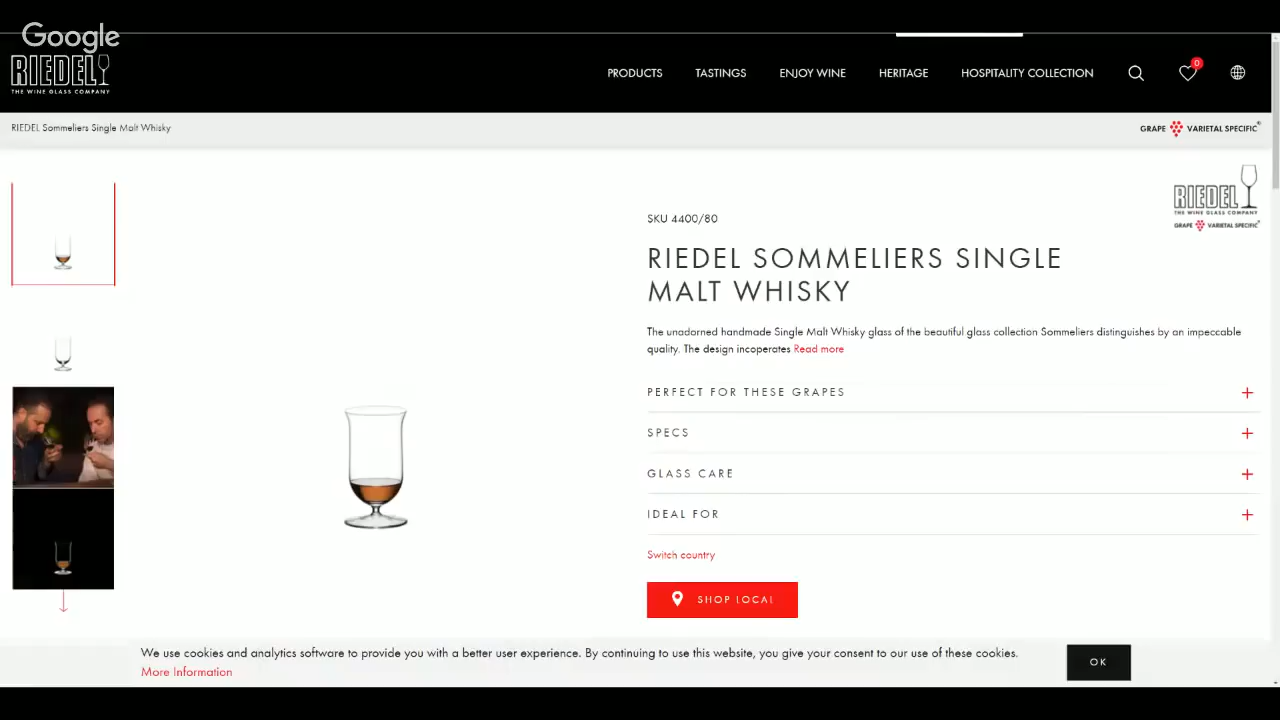 Google
RIEDEL
THE WINE GLASS COMPANY
PRODUCTS
TASTINGS
ENJOY WINE
HERITAGE
HOSPITALITY COLLECTION
0
RIEDEL Sommeliers Single Malt Whisky
GRAPE VARIETAL SPECIFIC®
RIEDEL
THE WINE GLASS COMPANY
GRAPE VARIETAL SPECIFIC®
SKU 4400/80
RIEDEL SOMMELIERS SINGLE
MALT WHISKY
The unadorned handmade Single Malt Whisky glass of the beautiful glass collection Sommeliers distinguishes by an impeccable
quality. The design incoperates Read more
PERFECT FOR THESE GRAPES +
SPECS +
GLASS CARE +
IDEAL FOR +
Switch country
SHOP LOCAL
We use cookies and analytics software to provide you with a better user experience. By continuing to use this website, you give your consent to our use of these cookies.
More Information
OK